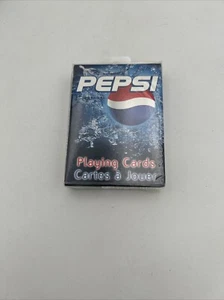 PEPSI
Playing Cards
Cartes à Jouer